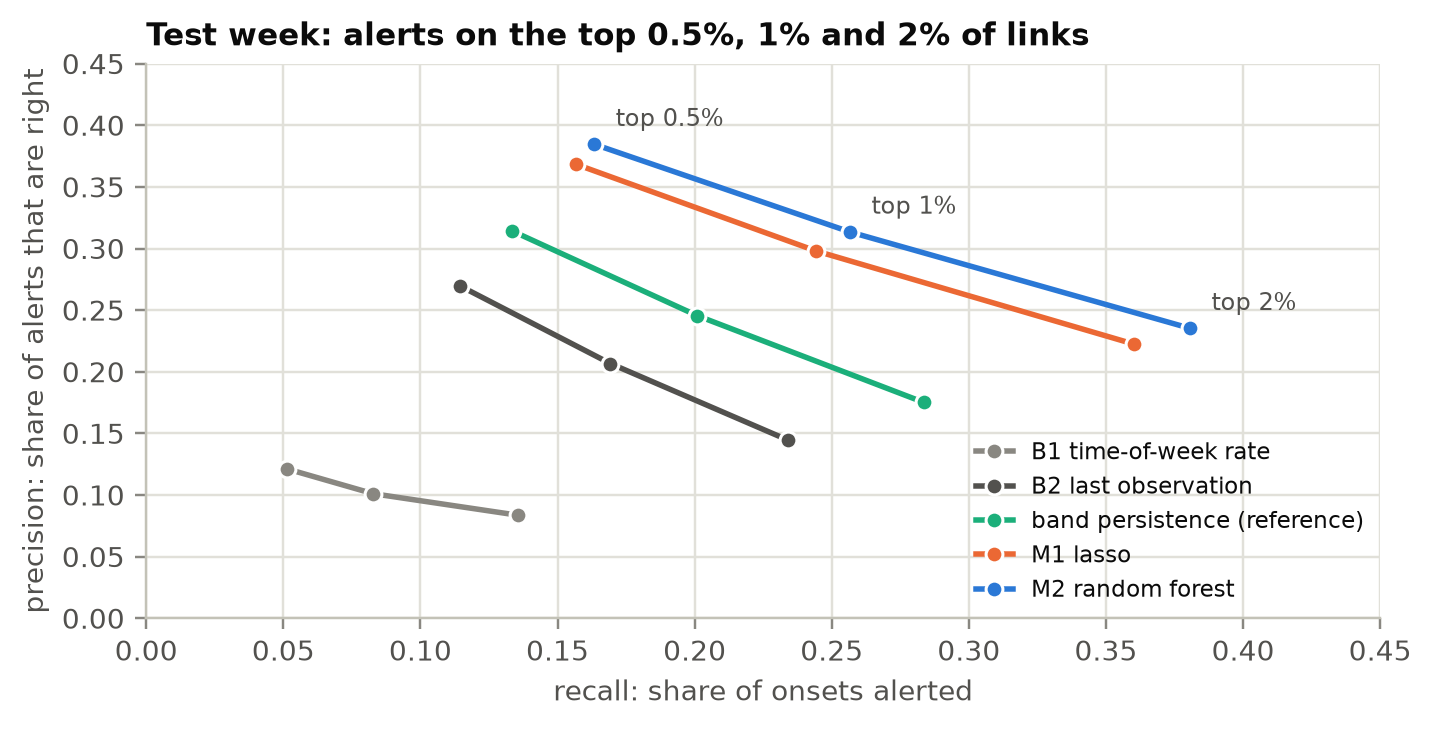 Test week: alerts on the top 0.5%, 1% and 2% of links
precision: share of alerts that are right
0.45
0.40
0.35
0.30
0.25
0.20
0.15
0.10
0.05
0.00
top 0.5%
top 1%
top 2%
B1 time-of-week rate
B2 last observation
band persistence (reference)
M1 lasso
M2 random forest
0.00 0.05 0.10 0.15 0.20 0.25 0.30 0.35 0.40 0.45
recall: share of onsets alerted